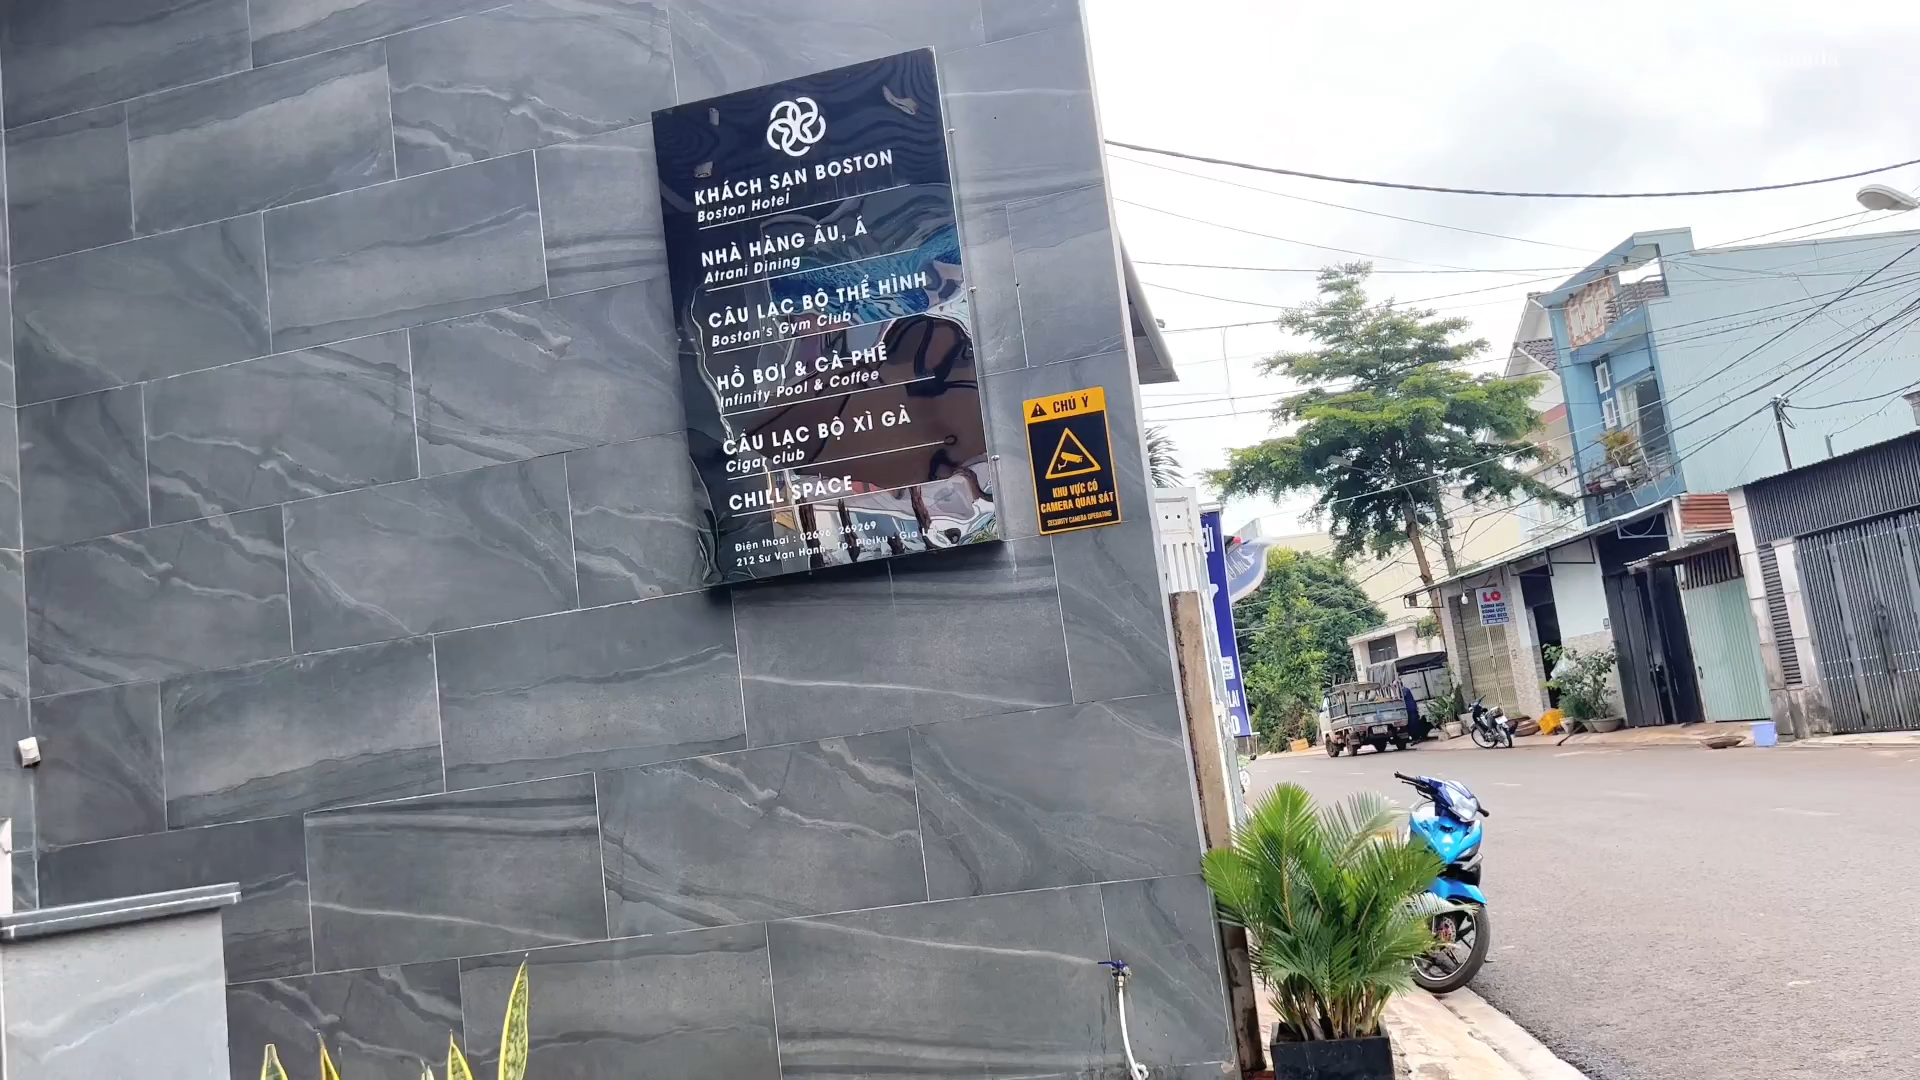 KHÁCH SẠN BOSTON
Boston Hotel
NHÀ HÀNG ÂU, Á
Atrani Dining
CÂU LẠC BỘ THỂ HÌNH
Boston's Gym Club
HỒ BƠI & CÀ PHÊ
Infinity Pool & Coffee
CÂU LẠC BỘ XÌ GÀ
Cigar club
CHILL SPACE
Điện thoại : 02696 269269
212 Sư Vạn Hạnh - Tp. Pleiku - Gia
CHÚ Ý
KHU VỰC CÓ
CAMERA QUAN SÁT
SECURITY CAMERA OPERATING
LÒ
LAI